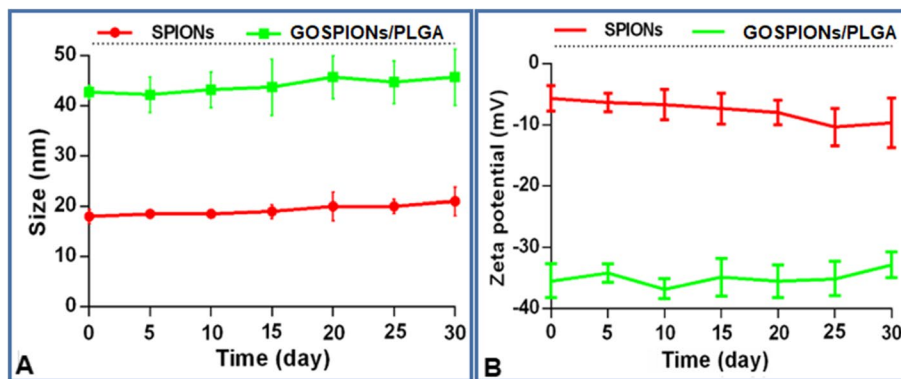 SPIONs GOSPIONs/PLGA
50
40
30
20
10
0
Size (nm)
0 5 10 15 20 25 30
Time (day)
A
SPIONs GOSPIONs/PLGA
-0
-10
-20
-30
-40
Zeta potential (mV)
0 5 10 15 20 25 30
Time (day)
B